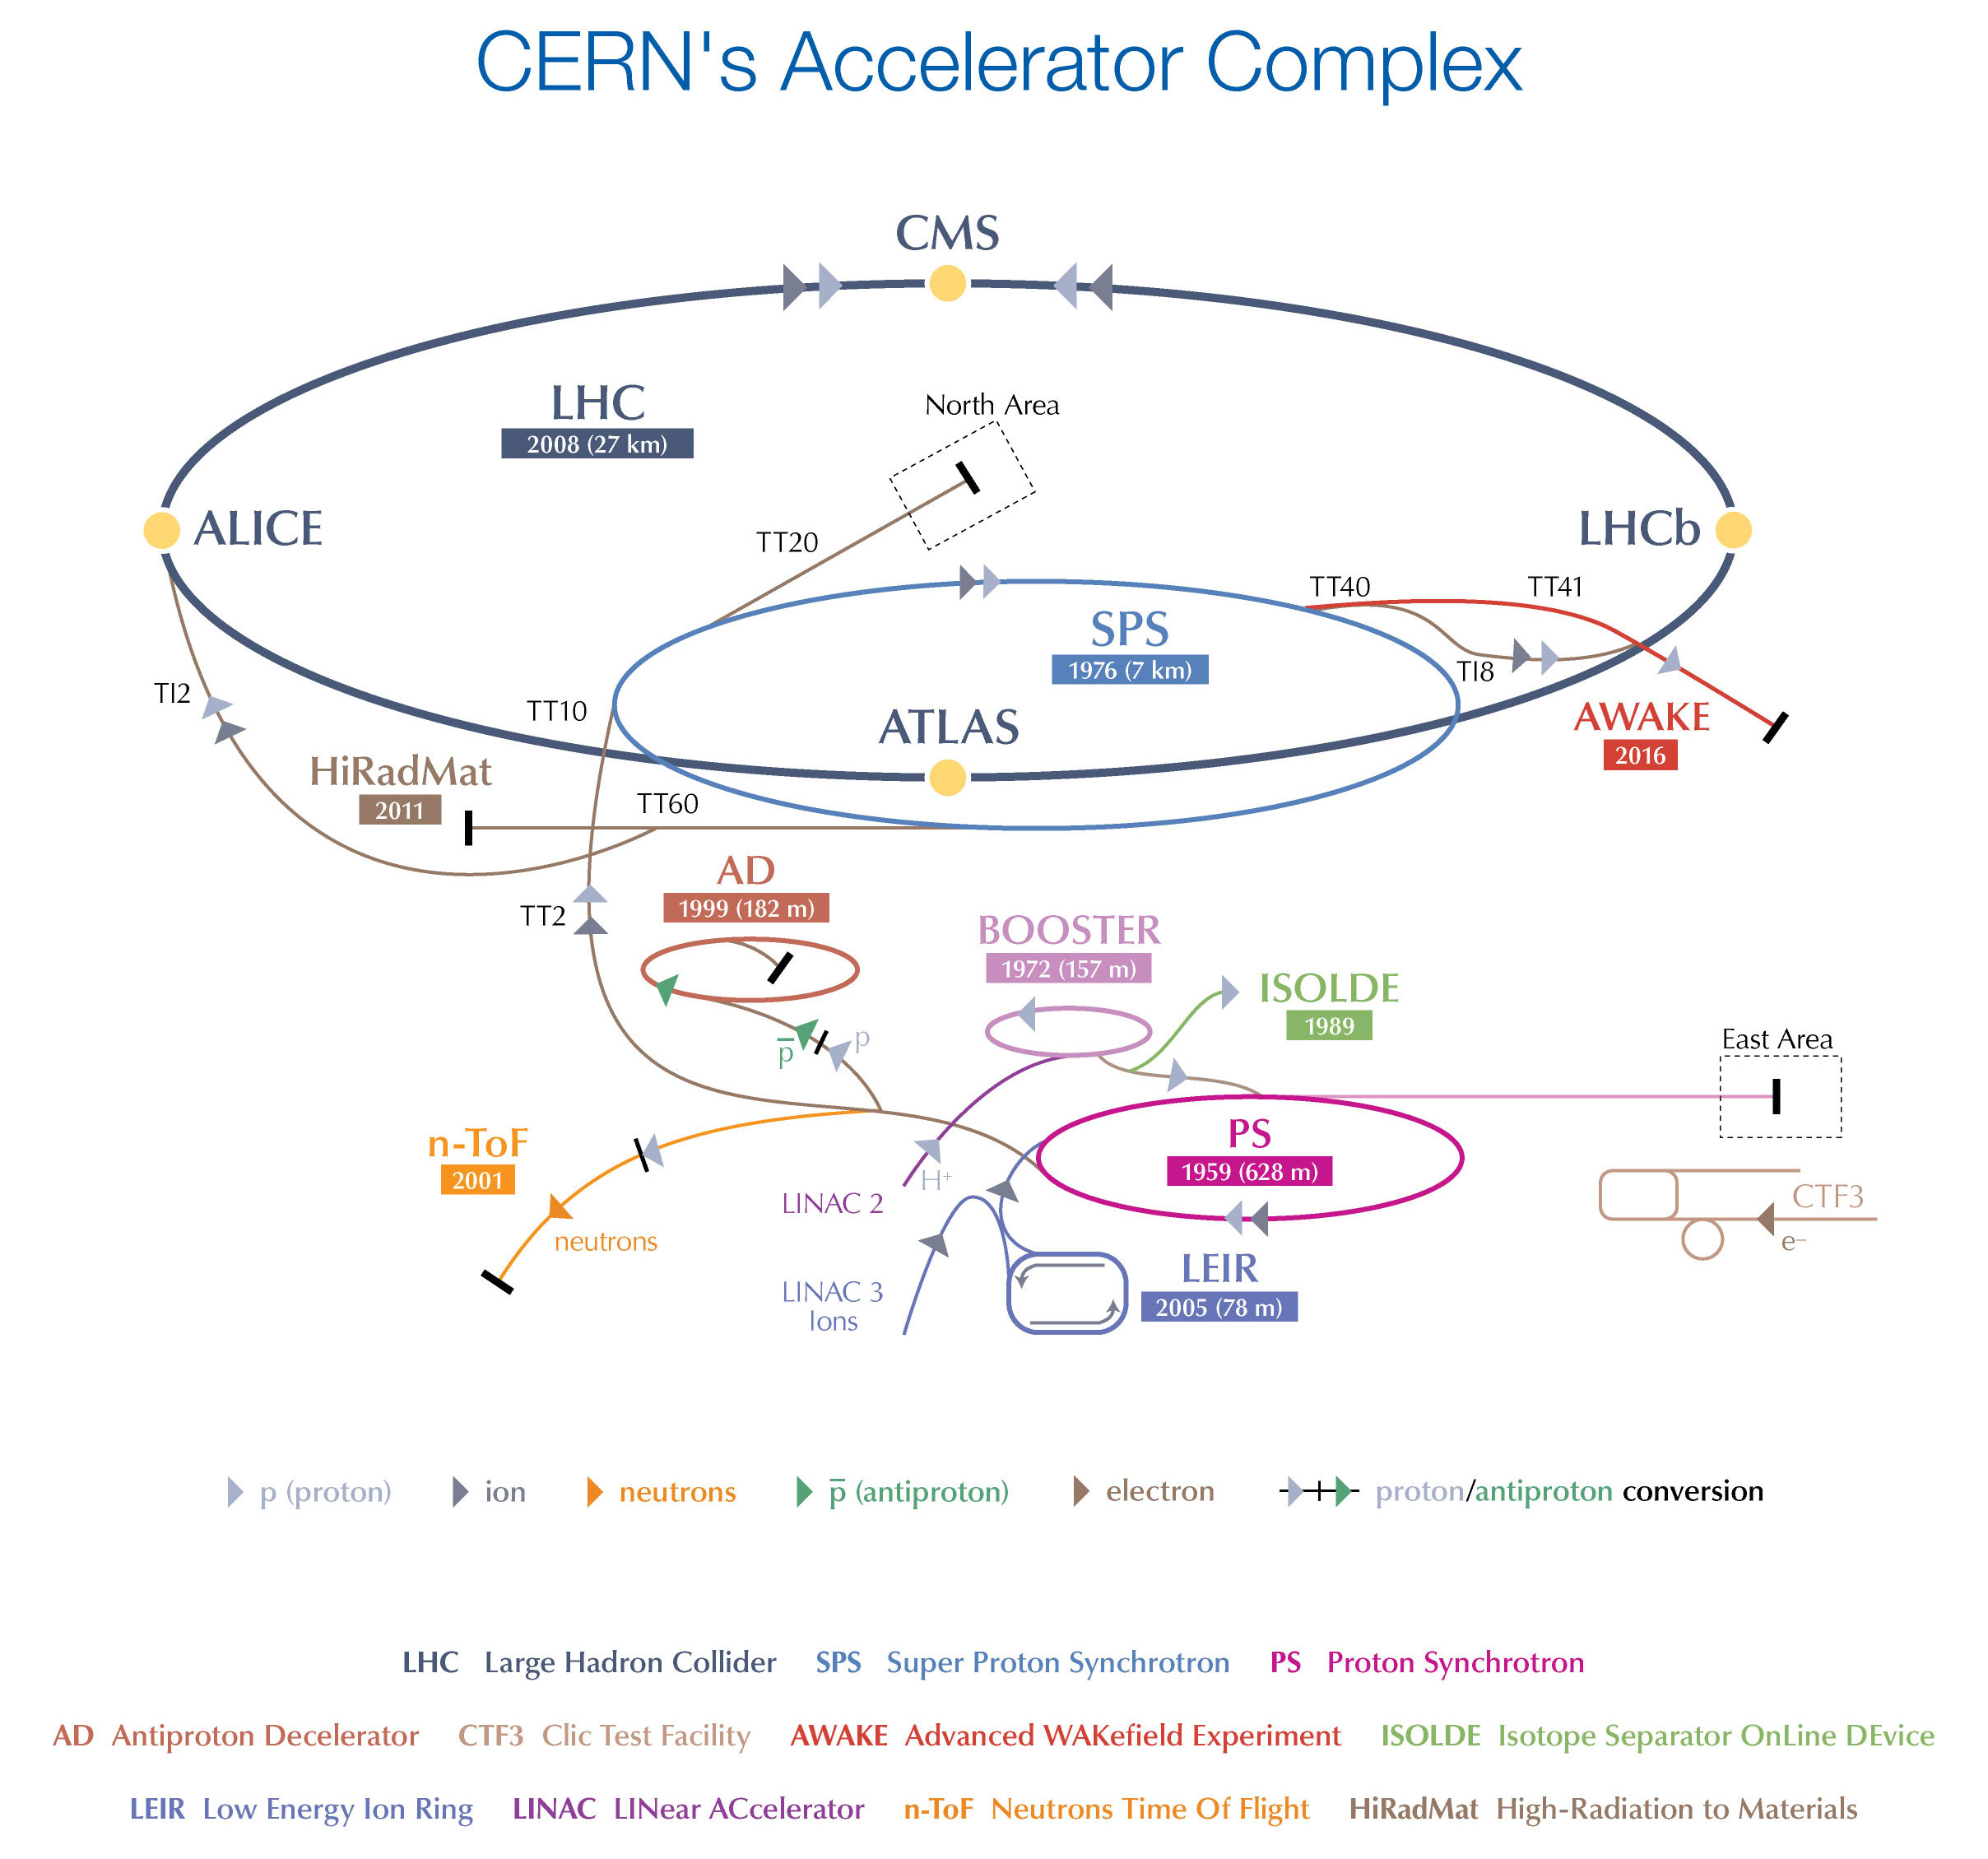 CERN's Accelerator Complex
CMS
LHC
2008 (27 km)
North Area
ALICE
LHCb
TT20
TT40
TT41
SPS
1976 (7 km)
TI8
TI2
TT10
ATLAS
AWAKE
2016
HiRadMat
2011
TT60
AD
1999 (182 m)
TT2
BOOSTER
1972 (157 m)
ISOLDE
1989
p
p̅
East Area
n-ToF
2001
PS
1959 (628 m)
H⁺
LINAC 2
CTF3
e⁻
neutrons
LEIR
2005 (78 m)
LINAC 3
Ions
p (proton) ion neutrons p̅ (antiproton) electron proton/antiproton conversion
LHC Large Hadron Collider SPS Super Proton Synchrotron PS Proton Synchrotron
AD Antiproton Decelerator CTF3 Clic Test Facility AWAKE Advanced WAKefield Experiment ISOLDE Isotope Separator OnLine DEvice
LEIR Low Energy Ion Ring LINAC LINear ACcelerator n-ToF Neutrons Time Of Flight HiRadMat High-Radiation to Materials